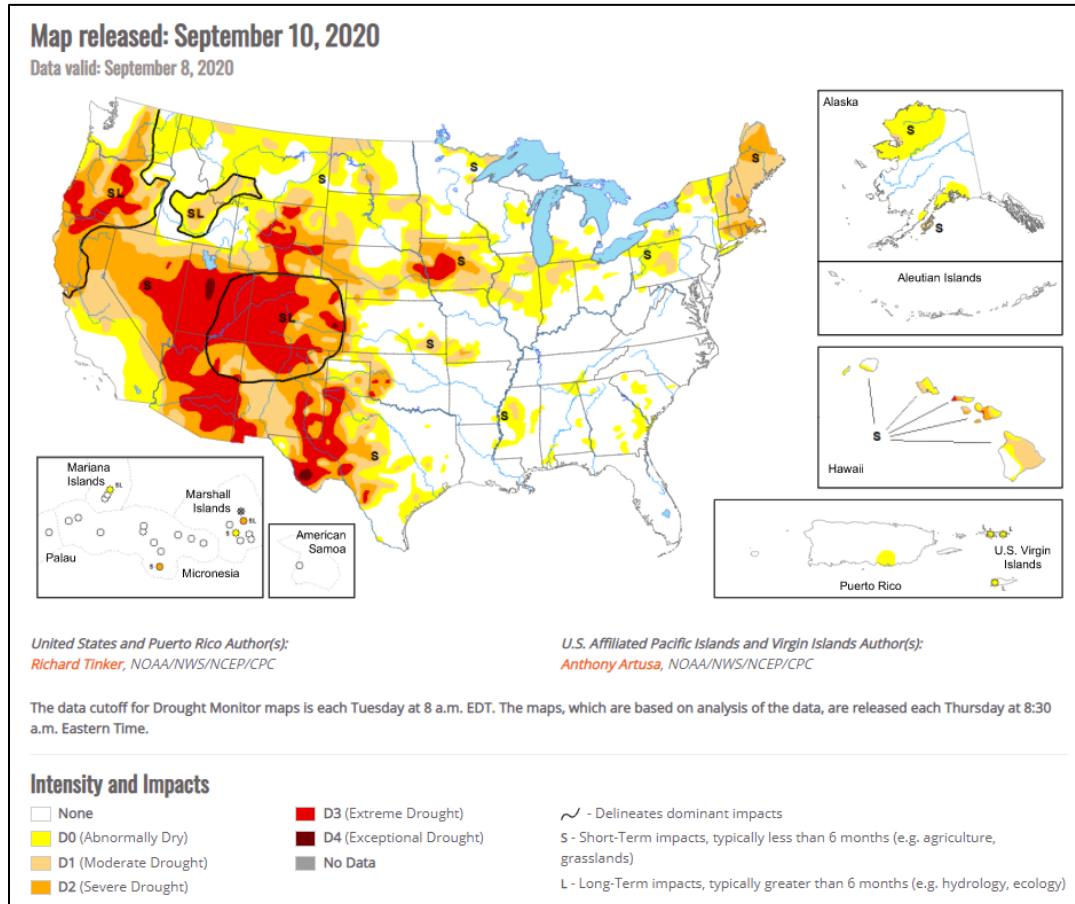 Map released: September 10, 2020
Data valid: September 8, 2020
Alaska
S
S
Aleutian Islands
S
SL
SL
S
S
S
S
S
SL
S
S
S
S
Hawaii
Mariana
Islands
SL
Marshall
Islands
SL
S
Palau
S
Micronesia
American
Samoa
L
L
U.S. Virgin
Islands
L
Puerto Rico
United States and Puerto Rico Author(s):
Richard Tinker, NOAA/NWS/NCEP/CPC
U.S. Affiliated Pacific Islands and Virgin Islands Author(s):
Anthony Artusa, NOAA/NWS/NCEP/CPC
The data cutoff for Drought Monitor maps is each Tuesday at 8 a.m. EDT. The maps, which are based on analysis of the data, are released each Thursday at 8:30
a.m. Eastern Time.
Intensity and Impacts
None
D0 (Abnormally Dry)
D1 (Moderate Drought)
D2 (Severe Drought)
D3 (Extreme Drought)
D4 (Exceptional Drought)
No Data
- Delineates dominant impacts
S - Short-Term impacts, typically less than 6 months (e.g. agriculture,
grasslands)
L - Long-Term impacts, typically greater than 6 months (e.g. hydrology, ecology)